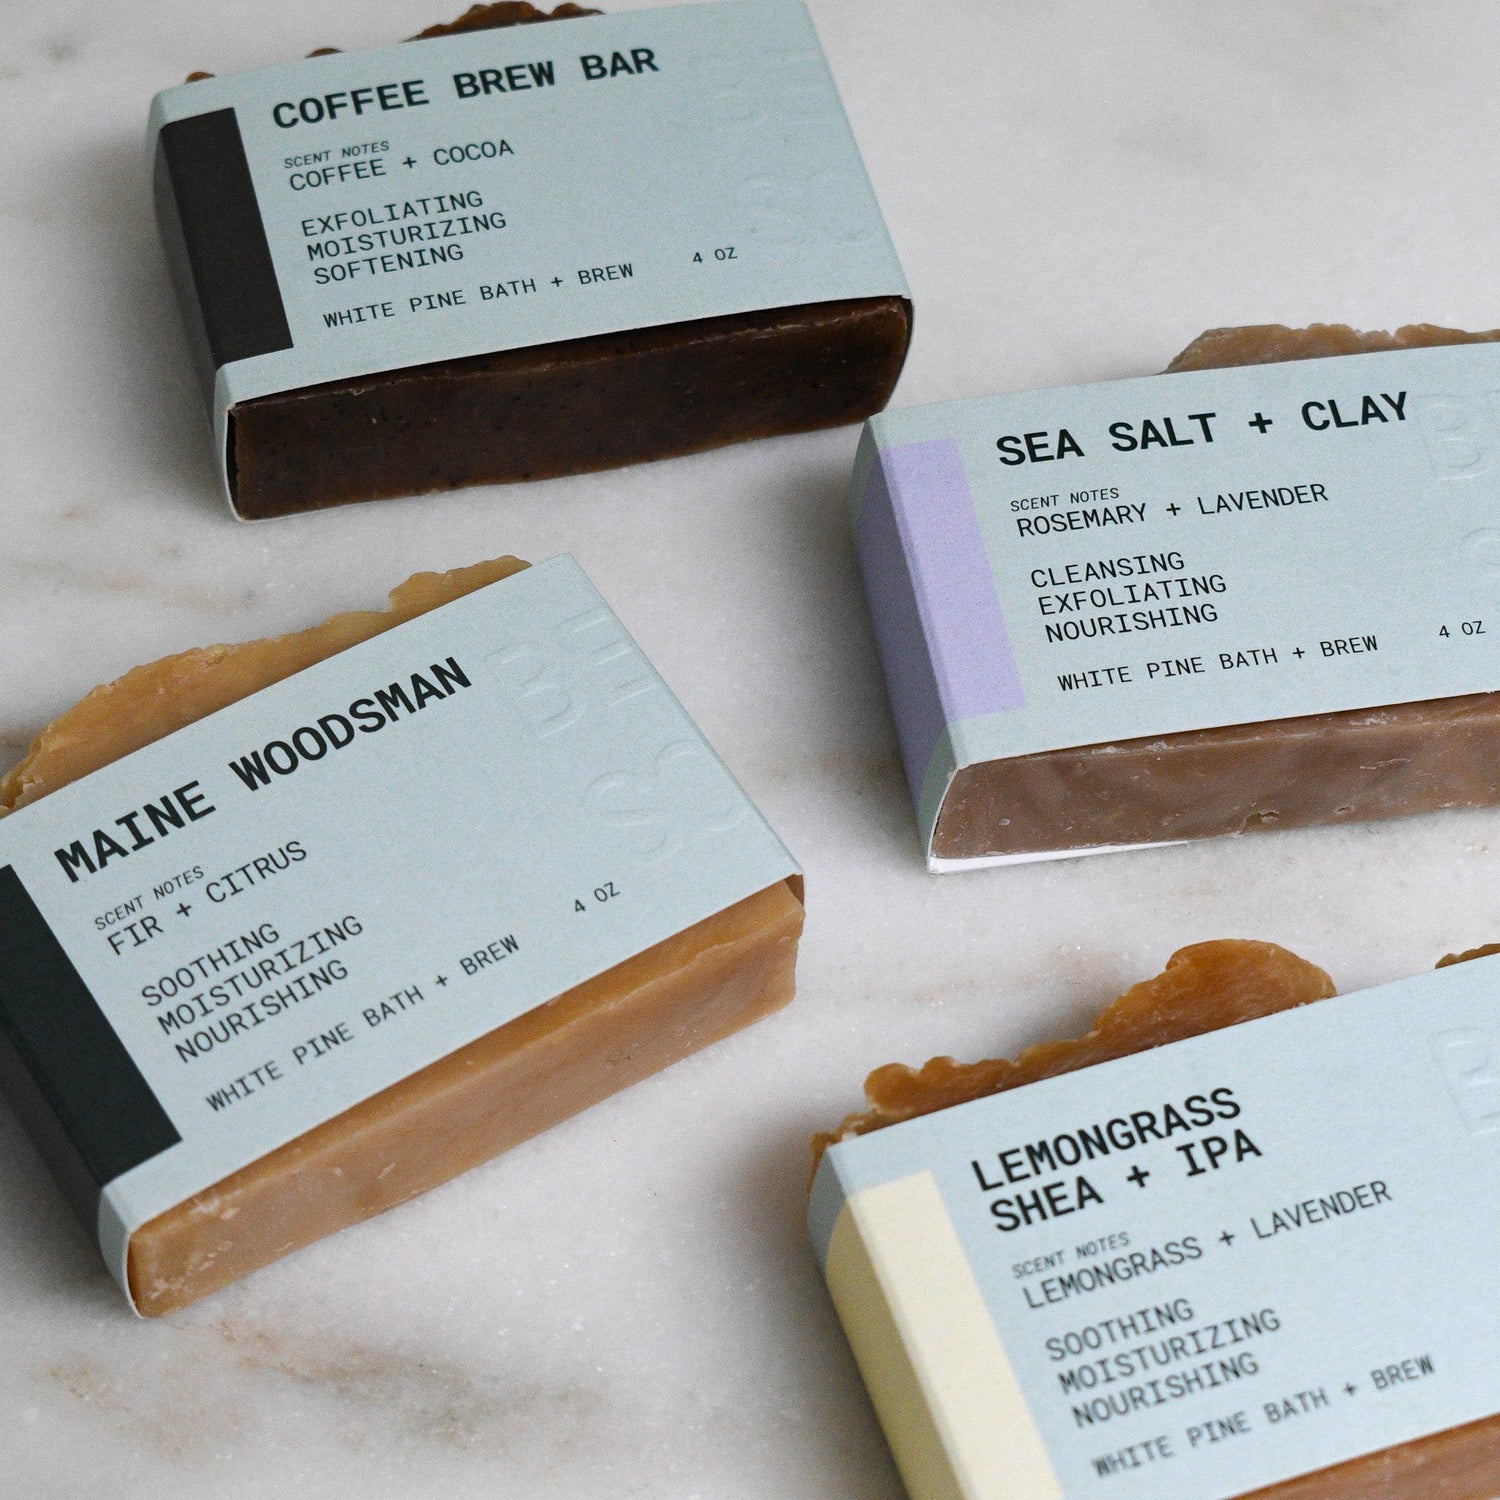 COFFEE BREW BAR
SCENT NOTES
COFFEE + COCOA
EXFOLIATING
MOISTURIZING
SOFTENING
WHITE PINE BATH + BREW 4 OZ
SEA SALT + CLAY
SCENT NOTES
ROSEMARY + LAVENDER
CLEANSING
EXFOLIATING
NOURISHING
WHITE PINE BATH + BREW 4 OZ
MAINE WOODSMAN
SCENT NOTES
FIR + CITRUS
SOOTHING
MOISTURIZING
NOURISHING
WHITE PINE BATH + BREW 4 OZ
LEMONGRASS
SHEA + IPA
SCENT NOTES
LEMONGRASS + LAVENDER
SOOTHING
MOISTURIZING
NOURISHING
WHITE PINE BATH + BREW